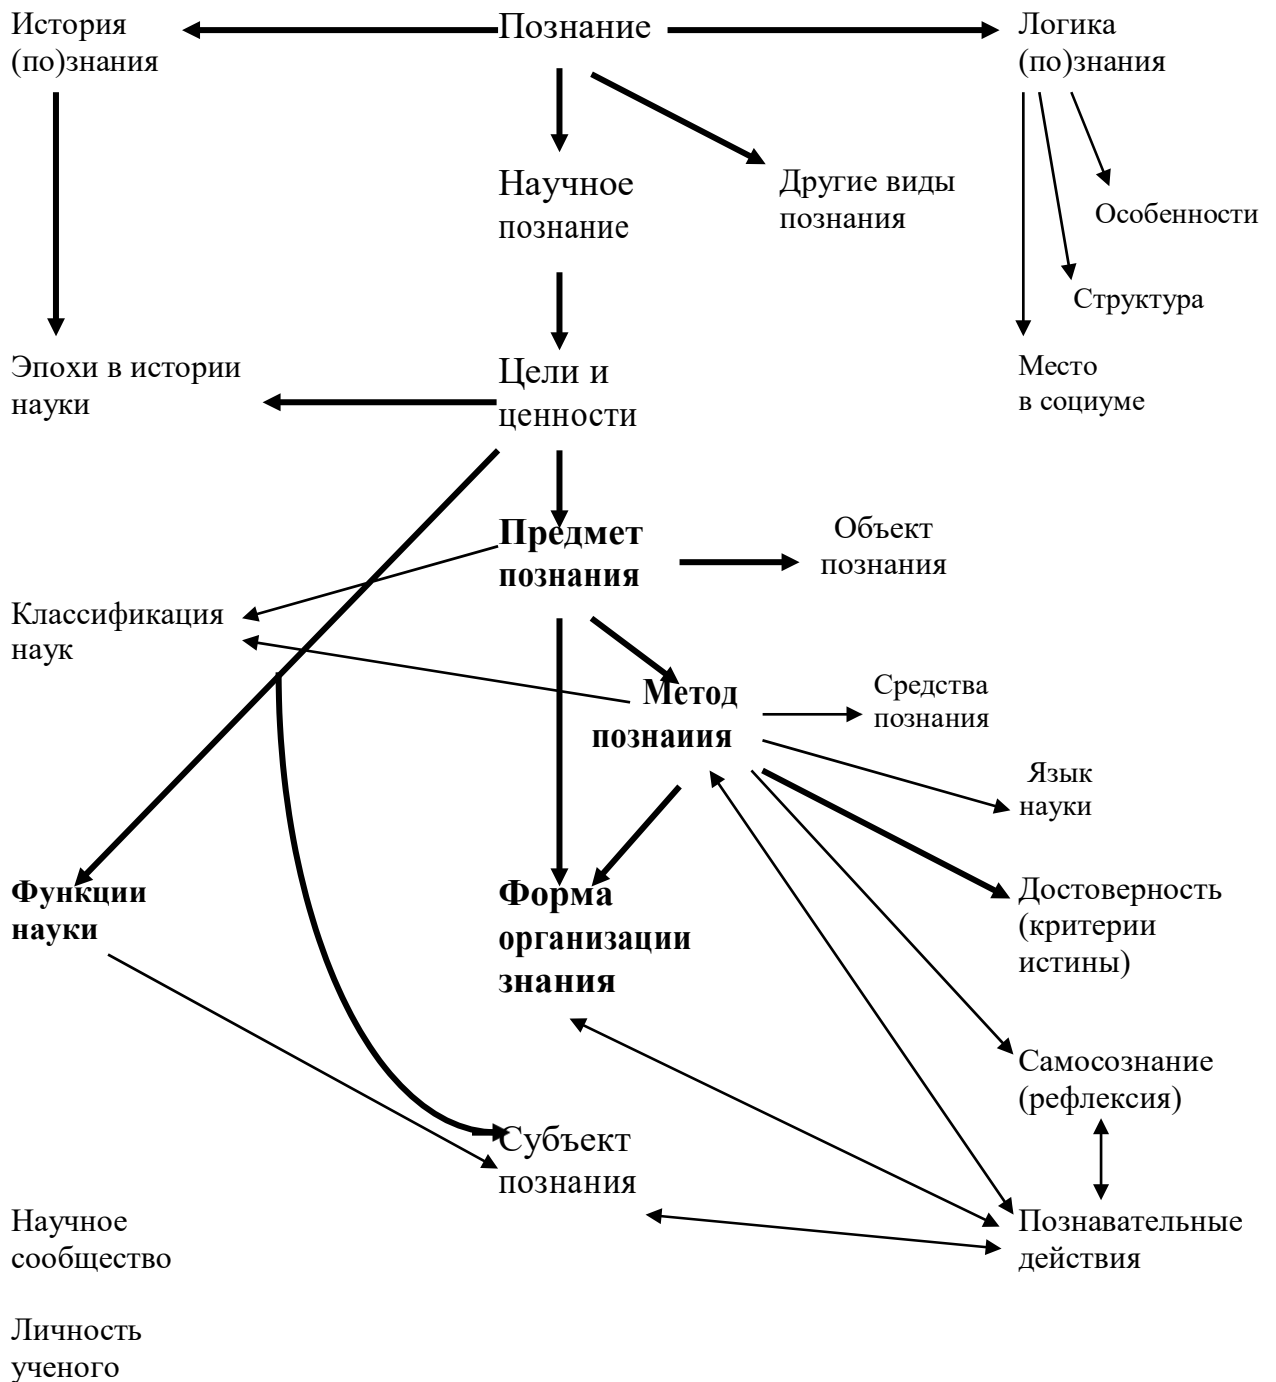 История
(по)знания
Познание
Логика
(по)знания
Научное
познание
Другие виды
познания
Особенности
Структура
Эпохи в истории
науки
Цели и
ценности
Место
в социуме
Предмет
познания
Объект
познания
Классификация
наук
Метод
познаиия
Средства
познания
Язык
науки
Функции
науки
Форма
организации
знания
Достоверность
(критерии
истины)
Самосознание
(рефлексия)
Субъект
познания
Научное
сообщество
Познавательные
действия
Личность
ученого